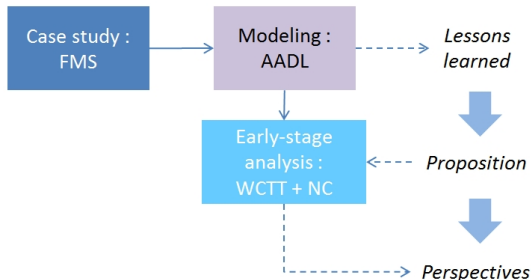 Case study :
FMS
Modeling :
AADL
Lessons
learned
Early-stage
analysis :
WCTT + NC
Proposition
Perspectives